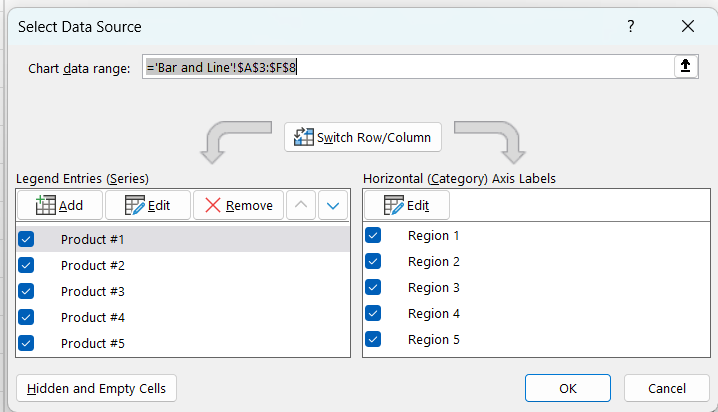 Select Data Source
?
Chart data range: ='Bar and Line'!$A$3:$F$8
Switch Row/Column
Legend Entries (Series)
Add Edit Remove
Product #1
Product #2
Product #3
Product #4
Product #5
Horizontal (Category) Axis Labels
Edit
Region 1
Region 2
Region 3
Region 4
Region 5
Hidden and Empty Cells
OK Cancel